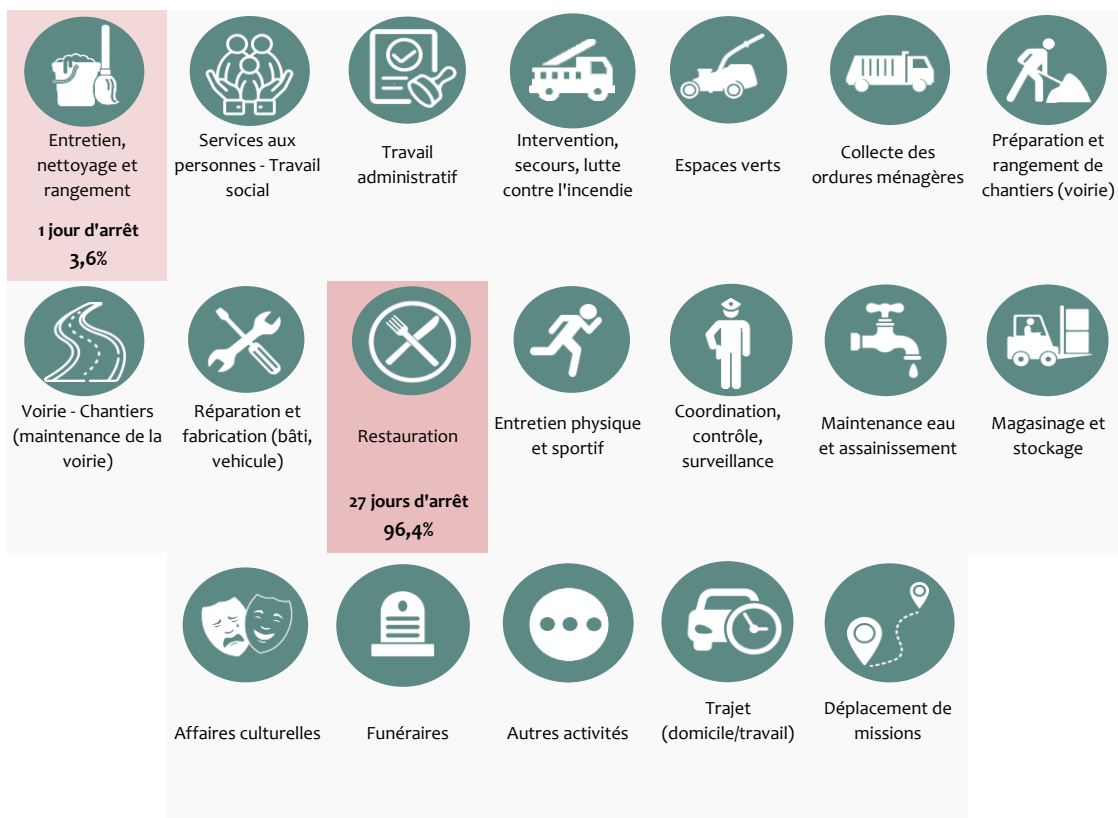 Entretien,
nettoyage et
rangement
1 jour d'arrêt
3,6%
Services aux
personnes - Travail
social
Travail
administratif
Intervention,
secours, lutte
contre l'incendie
Espaces verts
Collecte des
ordures ménagères
Préparation et
rangement de
chantiers (voirie)
Voirie - Chantiers
(maintenance de la
voirie)
Réparation et
fabrication (bâti,
vehicule)
Restauration
27 jours d'arrêt
96,4%
Entretien physique
et sportif
Coordination,
contrôle,
surveillance
Maintenance eau
et assainissement
Magasinage et
stockage
Affaires culturelles
Funéraires
Autres activités
Trajet
(domicile/travail)
Déplacement de
missions